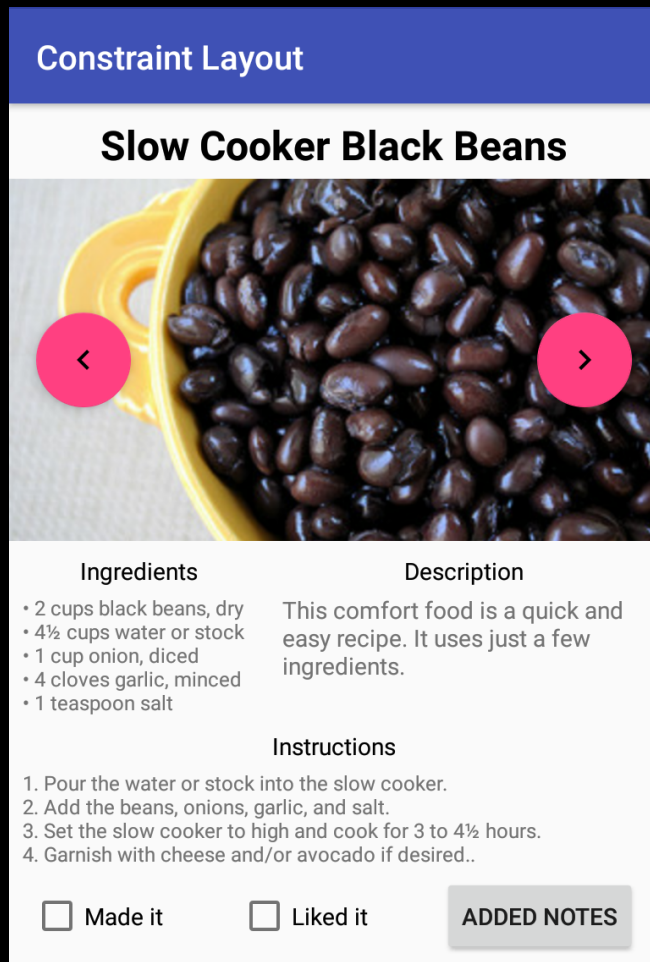 Constraint Layout
Slow Cooker Black Beans
Ingredients
• 2 cups black beans, dry
• 4½ cups water or stock
• 1 cup onion, diced
• 4 cloves garlic, minced
• 1 teaspoon salt
Description
This comfort food is a quick and
easy recipe. It uses just a few
ingredients.
Instructions
1. Pour the water or stock into the slow cooker.
2. Add the beans, onions, garlic, and salt.
3. Set the slow cooker to high and cook for 3 to 4½ hours.
4. Garnish with cheese and/or avocado if desired..
Made it
Liked it
ADDED NOTES